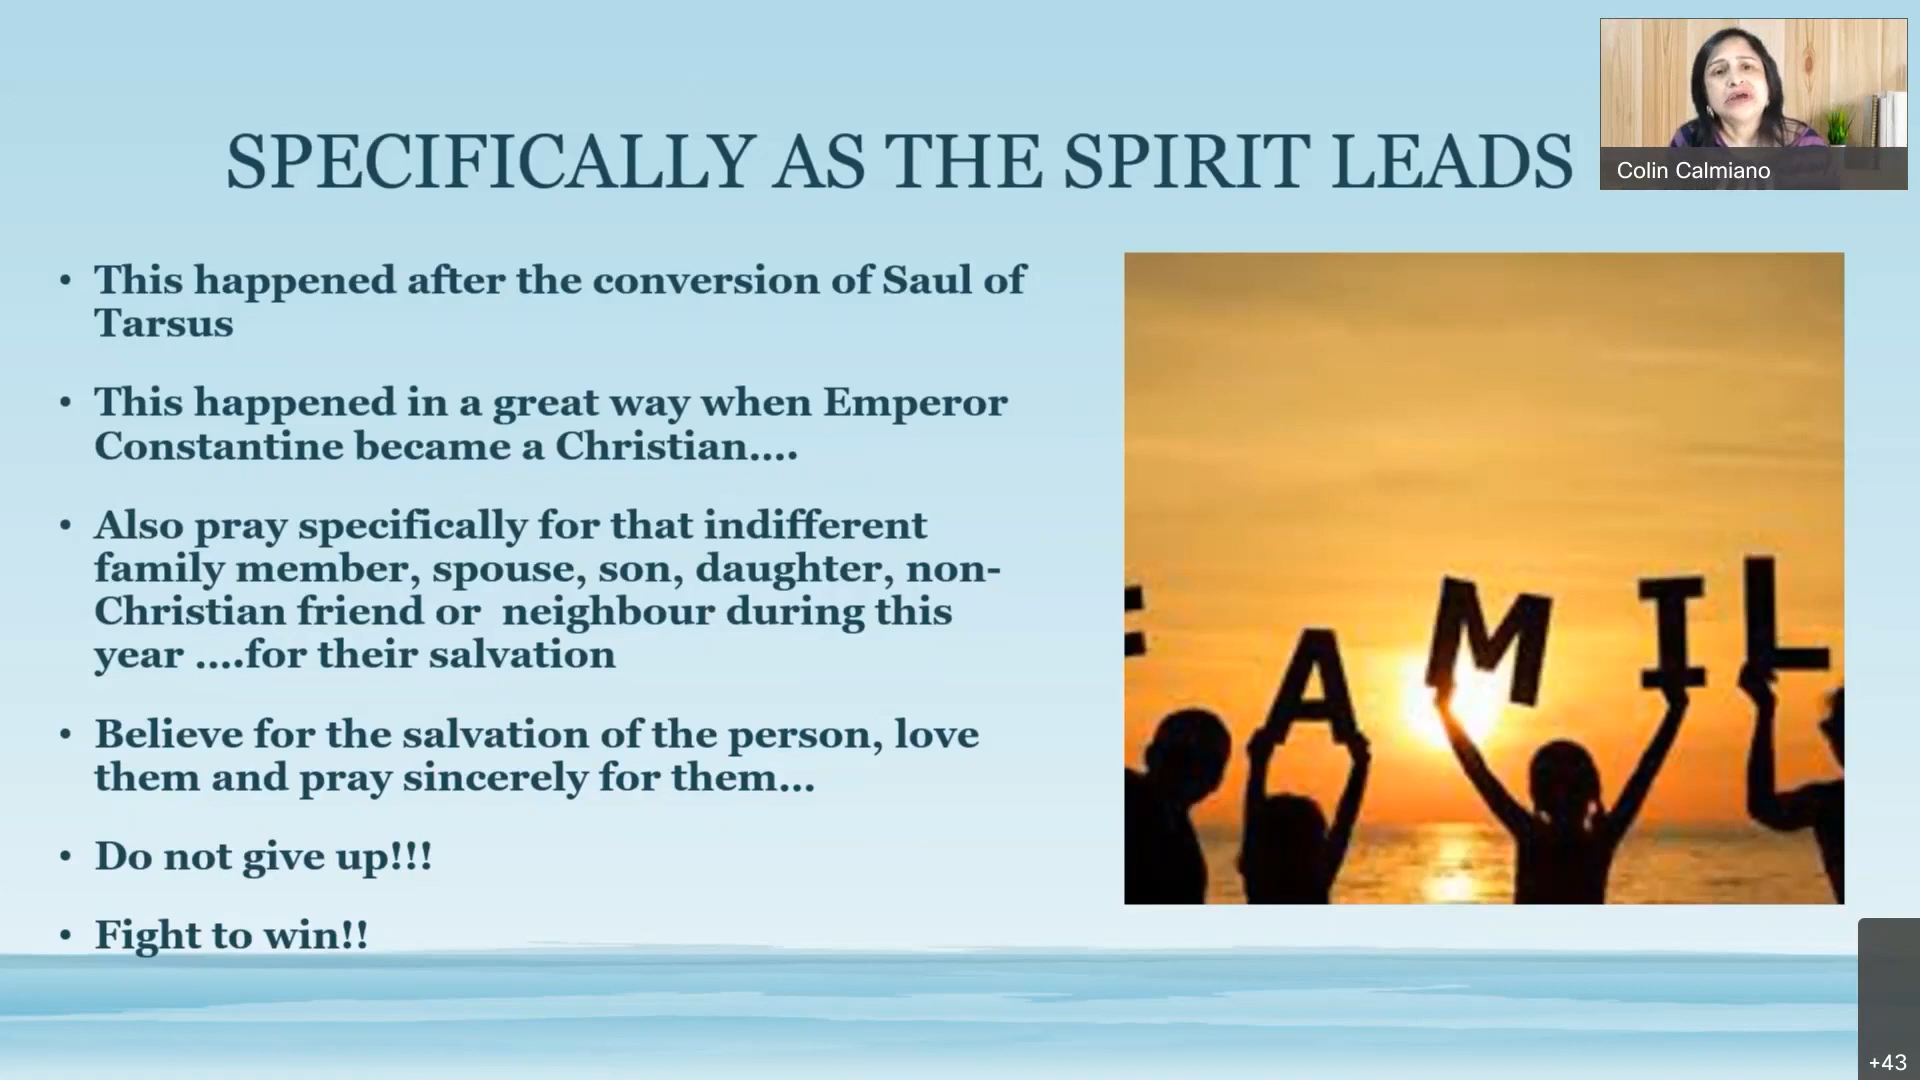 SPECIFICALLY AS THE SPIRIT LEADS
Colin Calmiano
• This happened after the conversion of Saul of
Tarsus
• This happened in a great way when Emperor
Constantine became a Christian....
• Also pray specifically for that indifferent
family member, spouse, son, daughter, non-
Christian friend or  neighbour during this
year ....for their salvation
• Believe for the salvation of the person, love
them and pray sincerely for them...
• Do not give up!!!
• Fight to win!!
F A M I L
+43